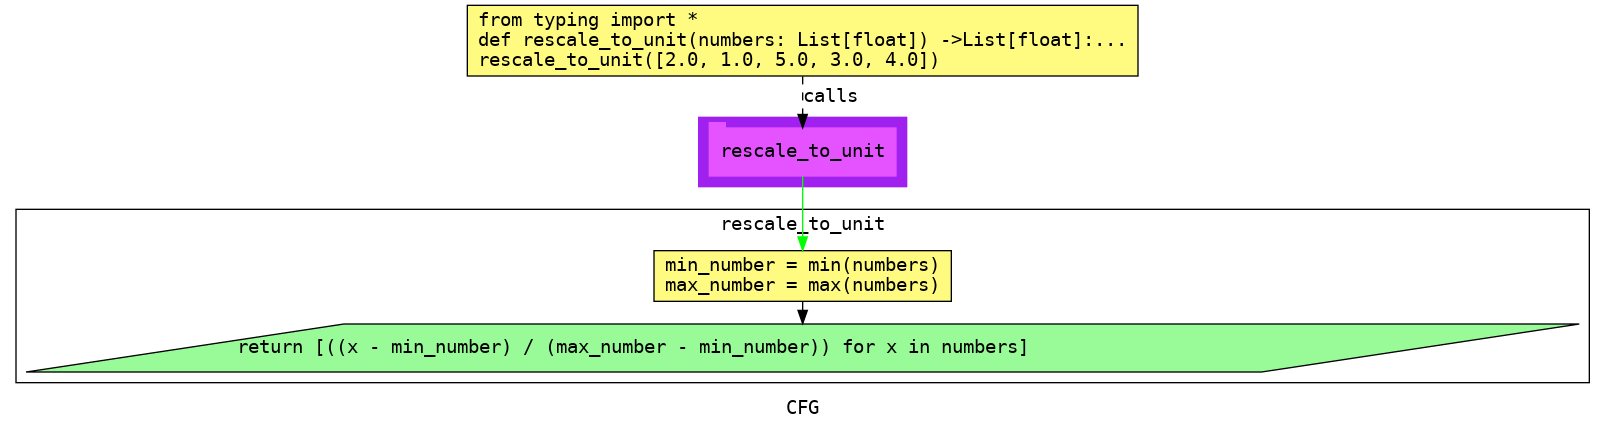 from typing import *
def rescale_to_unit(numbers: List[float]) ->List[float]:...
rescale_to_unit([2.0, 1.0, 5.0, 3.0, 4.0])
calls
rescale_to_unit
rescale_to_unit
min_number = min(numbers)
max_number = max(numbers)
return [((x - min_number) / (max_number - min_number)) for x in numbers]
CFG